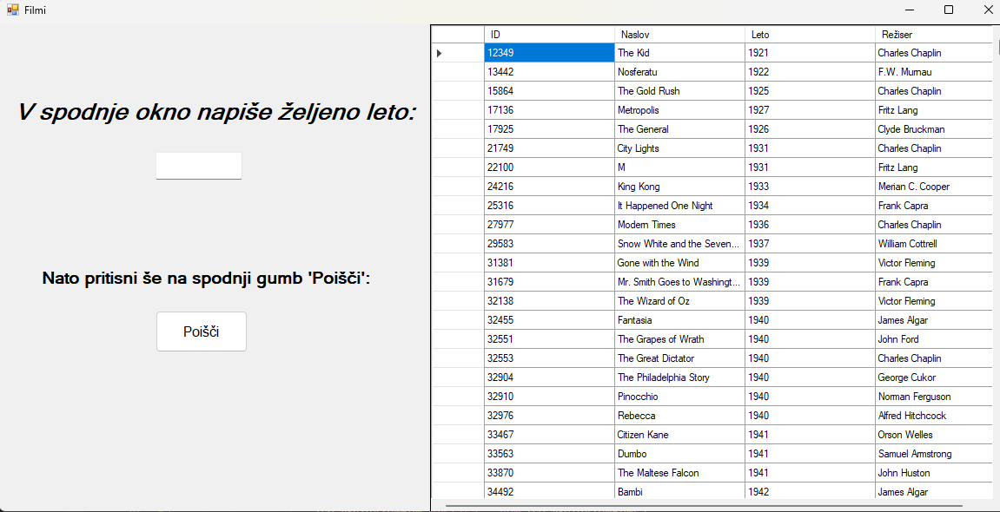 Filmi
V spodnje okno napiše željeno leto:
Nato pritisni še na spodnji gumb 'Poišči':
Poišči
ID Naslov Leto Režiser
12349 The Kid 1921 Charles Chaplin
13442 Nosferatu 1922 F.W. Murnau
15864 The Gold Rush 1925 Charles Chaplin
17136 Metropolis 1927 Fritz Lang
17925 The General 1926 Clyde Bruckman
21749 City Lights 1931 Charles Chaplin
22100 M 1931 Fritz Lang
24216 King Kong 1933 Merian C. Cooper
25316 It Happened One Night 1934 Frank Capra
27977 Modern Times 1936 Charles Chaplin
29583 Snow White and the Seven... 1937 William Cottrell
31381 Gone with the Wind 1939 Victor Fleming
31679 Mr. Smith Goes to Washingt... 1939 Frank Capra
32138 The Wizard of Oz 1939 Victor Fleming
32455 Fantasia 1940 James Algar
32551 The Grapes of Wrath 1940 John Ford
32553 The Great Dictator 1940 Charles Chaplin
32904 The Philadelphia Story 1940 George Cukor
32910 Pinocchio 1940 Norman Ferguson
32976 Rebecca 1940 Alfred Hitchcock
33467 Citizen Kane 1941 Orson Welles
33563 Dumbo 1941 Samuel Armstrong
33870 The Maltese Falcon 1941 John Huston
34492 Bambi 1942 James Algar